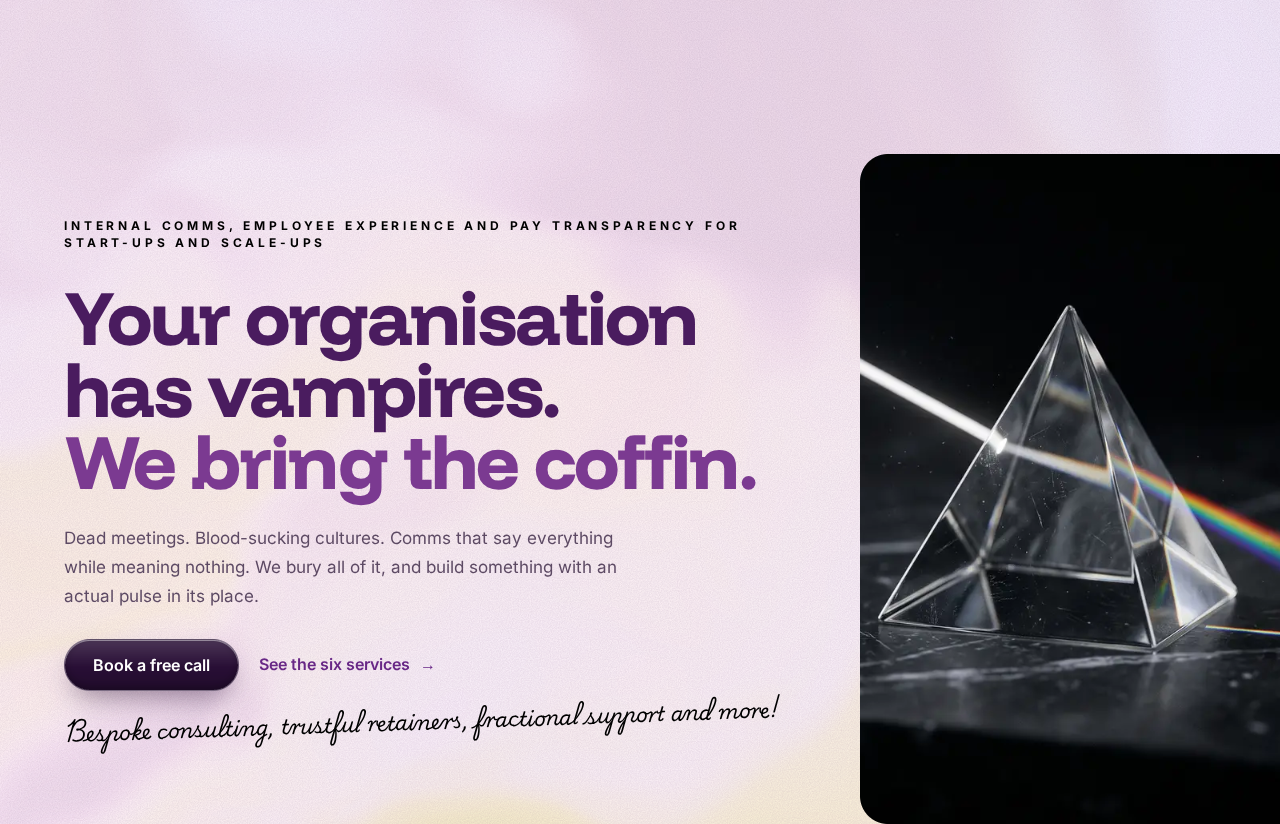 INTERNAL COMMS, EMPLOYEE EXPERIENCE AND PAY TRANSPARENCY FOR
START-UPS AND SCALE-UPS
Your organisation
has vampires.
We bring the coffin.
Dead meetings. Blood-sucking cultures. Comms that say everything
while meaning nothing. We bury all of it, and build something with an
actual pulse in its place.
Book a free call
See the six services →
Bespoke consulting, trustful retainers, fractional support and more!